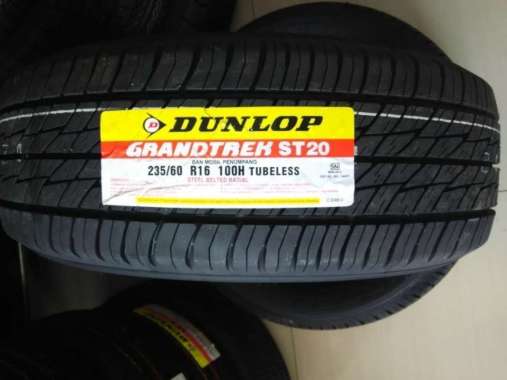 DUNLOP
GRANDTREK ST20
BAN MOBIL PENUMPANG
235/60 R16 100H TUBELESS
STEEL BELTED RADIAL